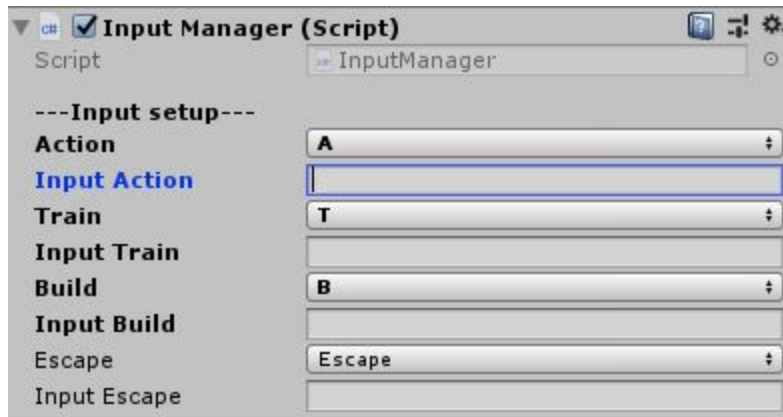 Input Manager (Script)
Script InputManager
---Input setup---
Action A
Input Action
Train T
Input Train
Build B
Input Build
Escape Escape
Input Escape